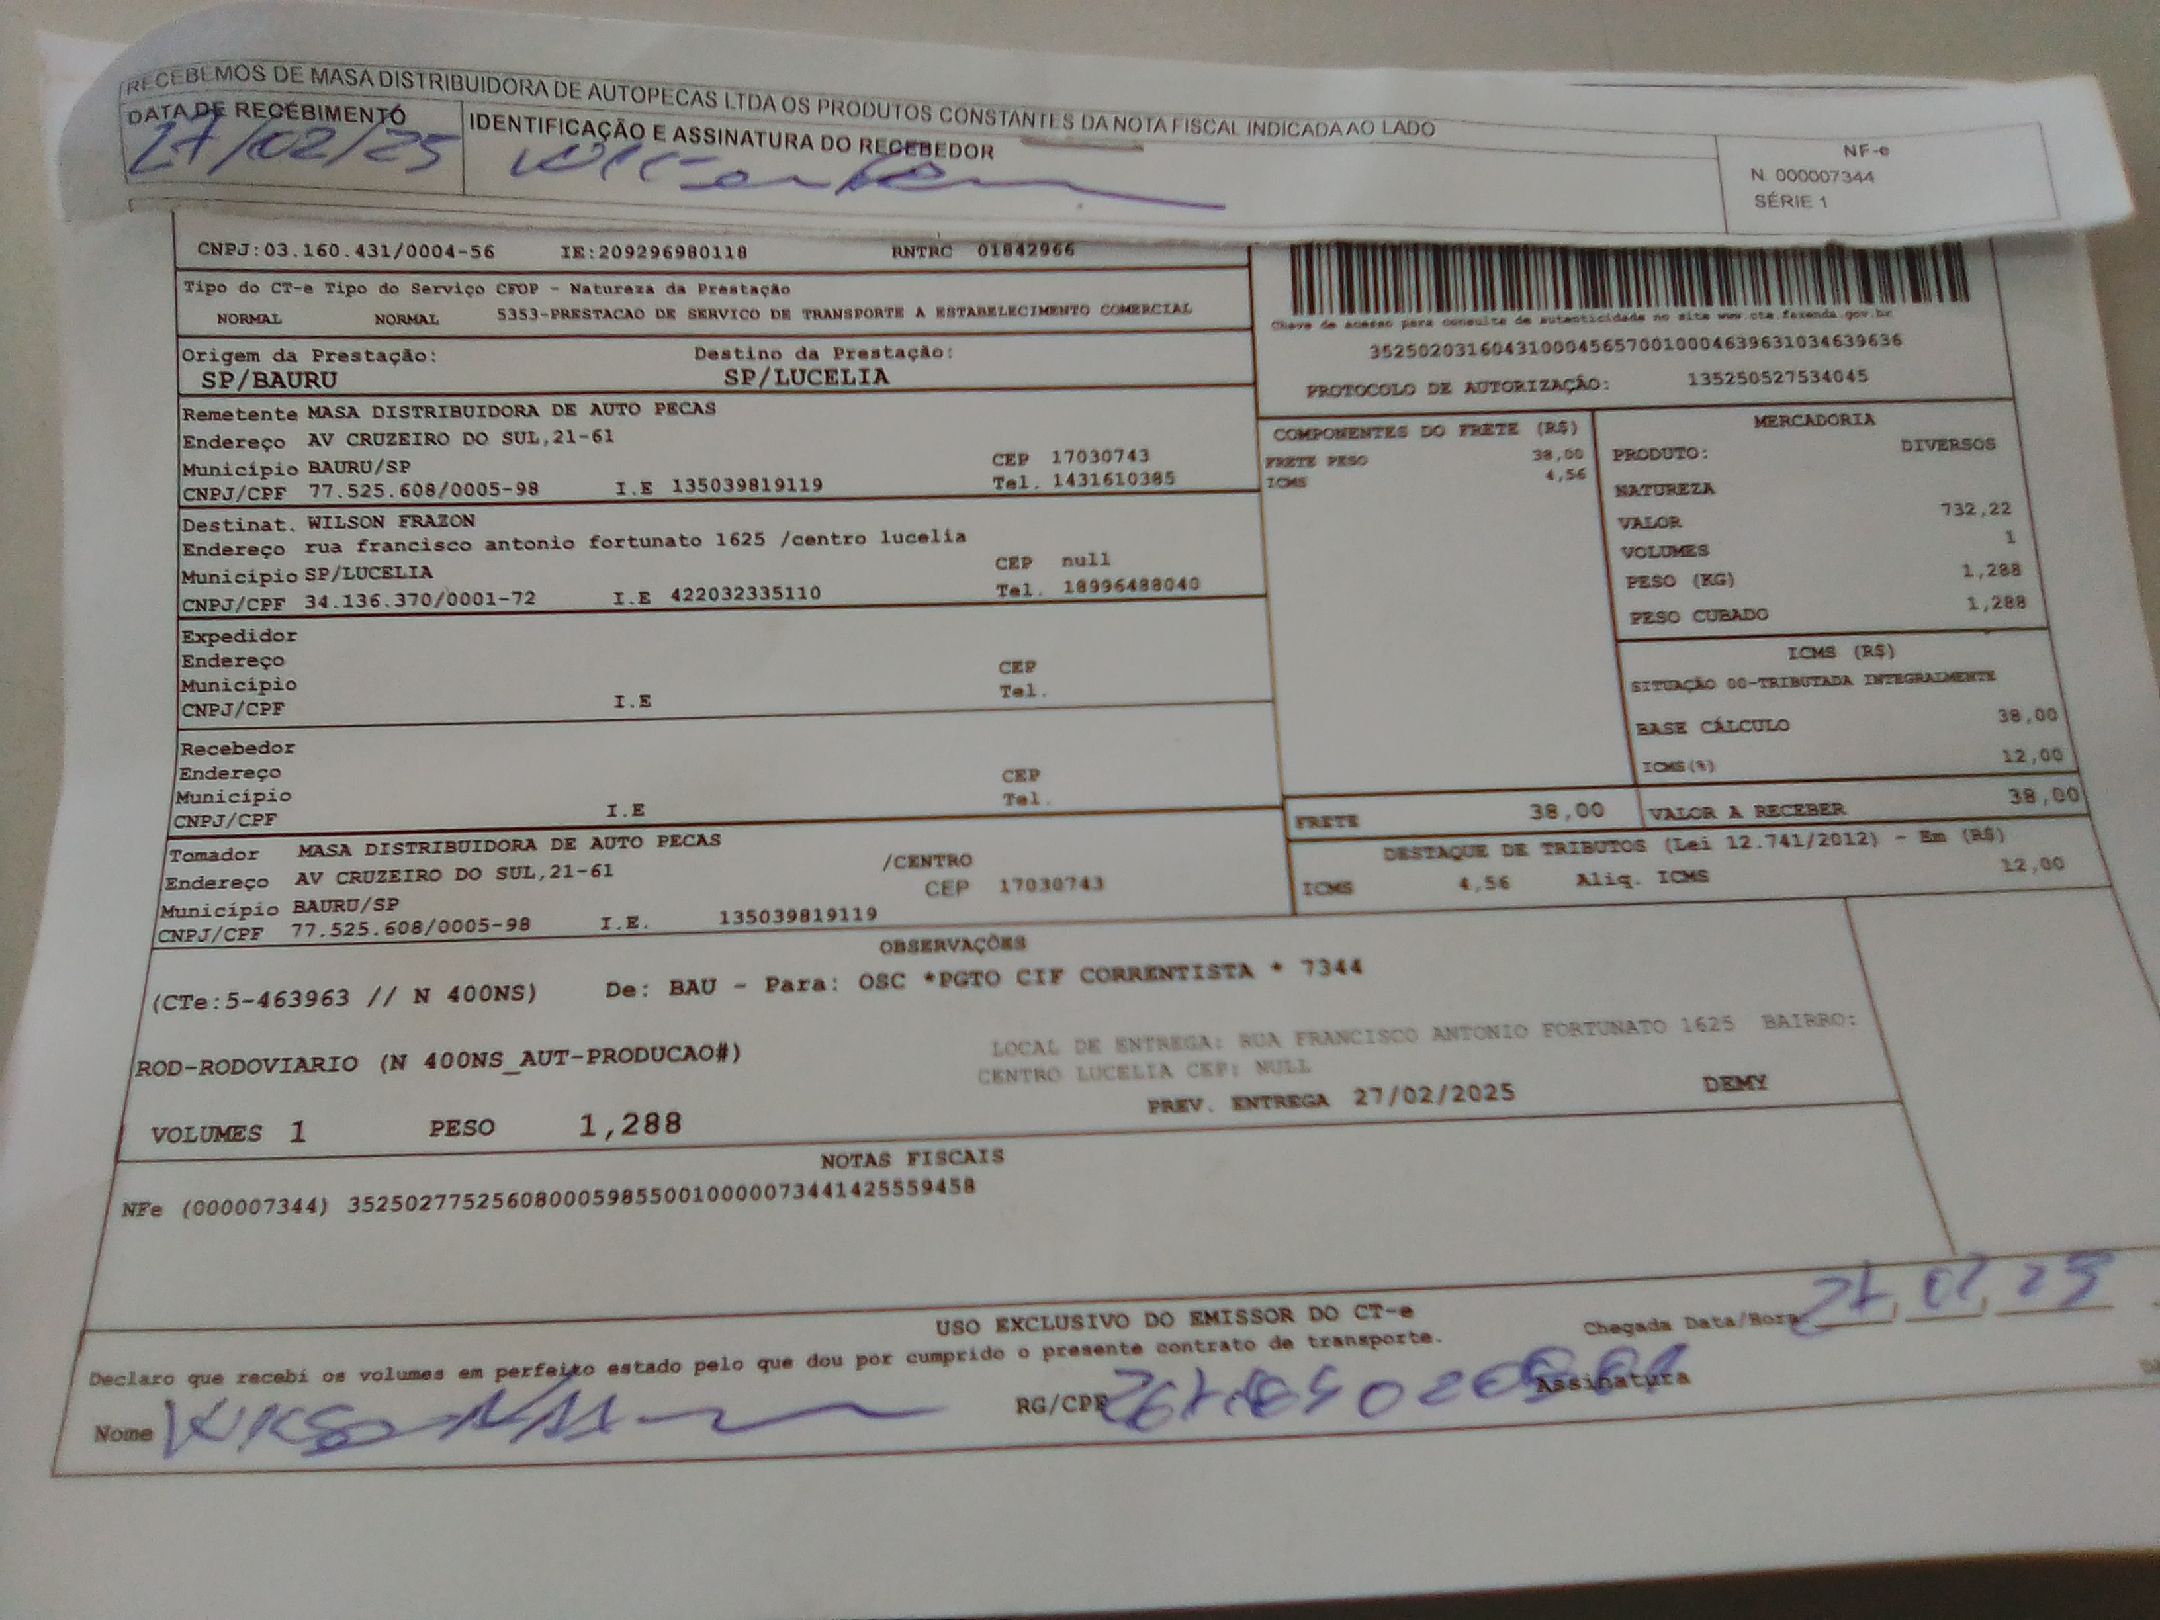 RECEBEMOS DE MASA DISTRIBUIDORA DE AUTOPECAS LTDA OS PRODUTOS CONSTANTES DA NOTA FISCAL INDICADA AO LADO
DATA DE RECEBIMENTO IDENTIFICAÇÃO E ASSINATURA DO RECEBEDOR
27/02/25
NF-e
N. 000007344
SÉRIE 1
CNPJ:03.160.431/0004-56 IE:209296980118 RNTRC 01842966
Tipo do CT-e Tipo do Serviço CFOP - Natureza da Prestação
NORMAL NORMAL 5353-PRESTACAO DE SERVICO DE TRANSPORTE A ESTABELECIMENTO COMERCIAL
Chave de acesso para consulta de autenticidade no site www.cte.fazenda.gov.br
35250203160431000456570010004639631034639636
PROTOCOLO DE AUTORIZAÇÃO: 135250527534045
Origem da Prestação: Destino da Prestação:
SP/BAURU SP/LUCELIA
Remetente MASA DISTRIBUIDORA DE AUTO PECAS
Endereço AV CRUZEIRO DO SUL,21-61
Município BAURU/SP CEP 17030743
CNPJ/CPF 77.525.608/0005-98 I.E 135039819119 Tel. 1431610385
Destinat. WILSON FRAZON
Endereço rua francisco antonio fortunato 1625 /centro lucelia
Município SP/LUCELIA CEP null
CNPJ/CPF 34.136.370/0001-72 I.E 422032335110 Tel. 18996488040
Expedidor
Endereço
Município CEP
CNPJ/CPF I.E Tel.
Recebedor
Endereço
Município CEP
CNPJ/CPF I.E Tel.
Tomador MASA DISTRIBUIDORA DE AUTO PECAS
Endereço AV CRUZEIRO DO SUL,21-61 /CENTRO
Município BAURU/SP CEP 17030743
CNPJ/CPF 77.525.608/0005-98 I.E. 135039819119
COMPONENTES DO FRETE (R$)
FRETE PESO 38,00
ICMS 4,56
MERCADORIA
PRODUTO: DIVERSOS
NATUREZA
VALOR 732,22
VOLUMES 1
PESO (KG) 1,288
PESO CUBADO 1,288
ICMS (R$)
SITUAÇÃO 00-TRIBUTADA INTEGRALMENTE
BASE CÁLCULO 38,00
ICMS(%) 12,00
FRETE 38,00 VALOR A RECEBER 38,00
DESTAQUE DE TRIBUTOS (Lei 12.741/2012) - Em (R$)
ICMS 4,56 Aliq. ICMS 12,00
OBSERVAÇÕES
(CTe:5-463963 // N 400NS) De: BAU - Para: OSC *PGTO CIF CORRENTISTA * 7344
ROD-RODOVIARIO (N 400NS_AUT-PRODUCAO#)
LOCAL DE ENTREGA: RUA FRANCISCO ANTONIO FORTUNATO 1625 BAIRRO:
CENTRO LUCELIA CEP: NULL
PREV. ENTREGA 27/02/2025 DEMY
VOLUMES 1 PESO 1,288
NOTAS FISCAIS
NFe (000007344) 35250277525608000598550010000073441425559458
USO EXCLUSIVO DO EMISSOR DO CT-e
Declaro que recebi os volumes em perfeito estado pelo que dou por cumprido o presente contrato de transporte.
Chegada Data/Hora 27 02 25
Nome RG/CPF Assinatura